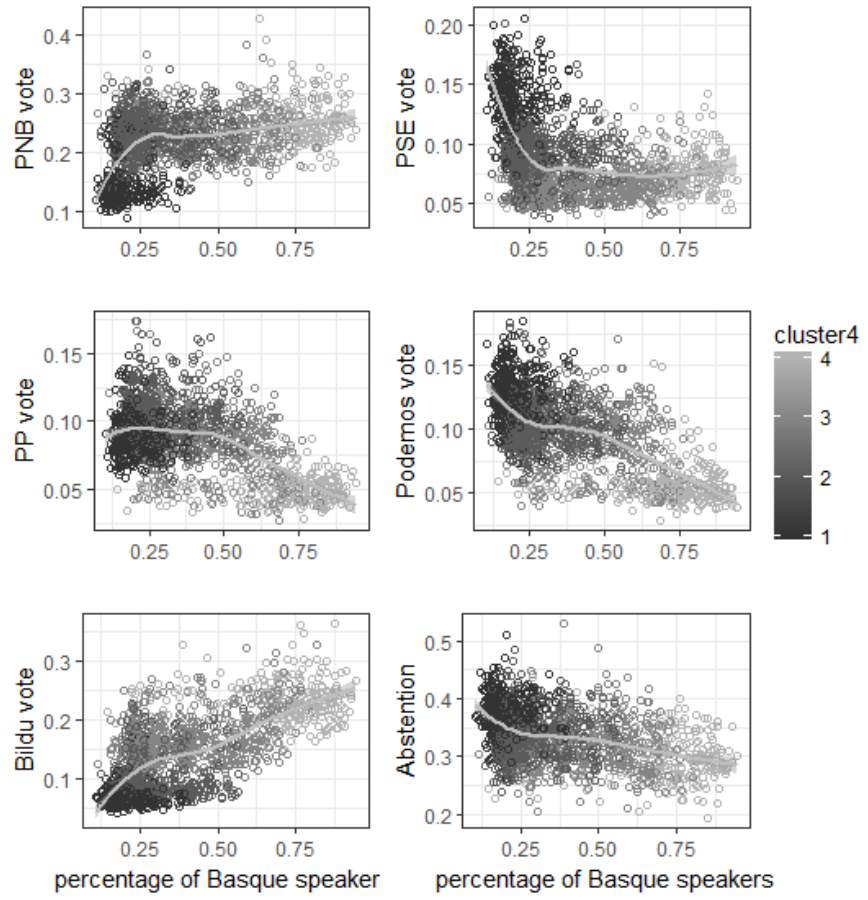 PNB vote
0.4
0.3
0.2
0.1
0.25 0.50 0.75
PSE vote
0.20
0.15
0.10
0.05
0.25 0.50 0.75
PP vote
0.15
0.10
0.05
0.25 0.50 0.75
Podemos vote
0.15
0.10
0.05
0.25 0.50 0.75
cluster4
4
3
2
1
Bildu vote
0.3
0.2
0.1
0.25 0.50 0.75
percentage of Basque speaker
Abstention
0.5
0.4
0.3
0.2
0.25 0.50 0.75
percentage of Basque speakers